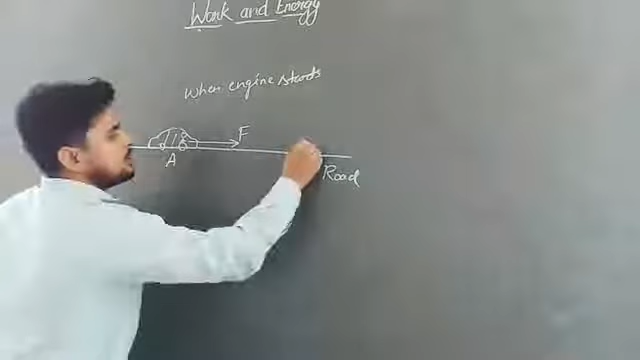 Work and Energy
When engine starts
F
A
Road